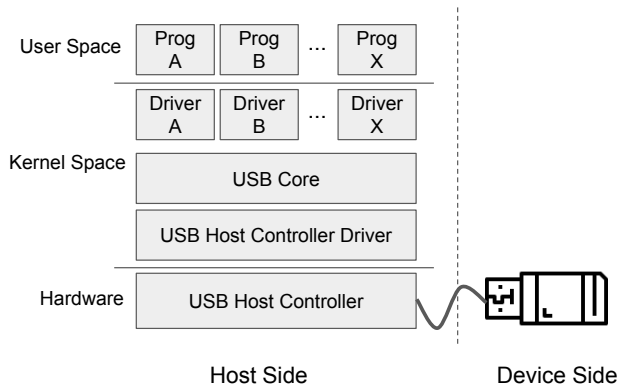 User Space
Prog A
Prog B
...
Prog X
Driver A
Driver B
...
Driver X
Kernel Space
USB Core
USB Host Controller Driver
Hardware
USB Host Controller
Host Side
Device Side